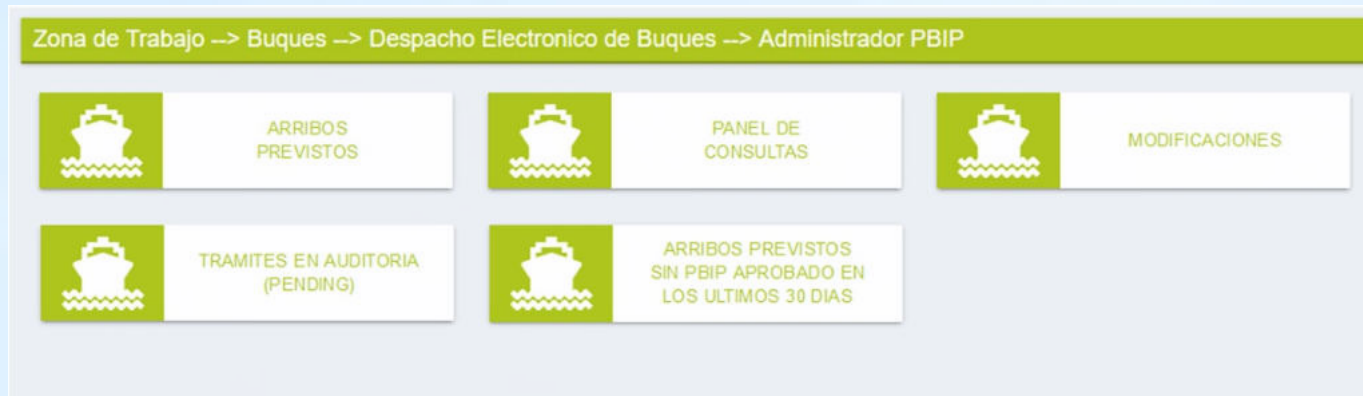 Zona de Trabajo --> Buques --> Despacho Electronico de Buques --> Administrador PBIP
ARRIBOS
PREVISTOS
PANEL DE
CONSULTAS
MODIFICACIONES
TRAMITES EN AUDITORIA
(PENDING)
ARRIBOS PREVISTOS
SIN PBIP APROBADO EN
LOS ULTIMOS 30 DIAS